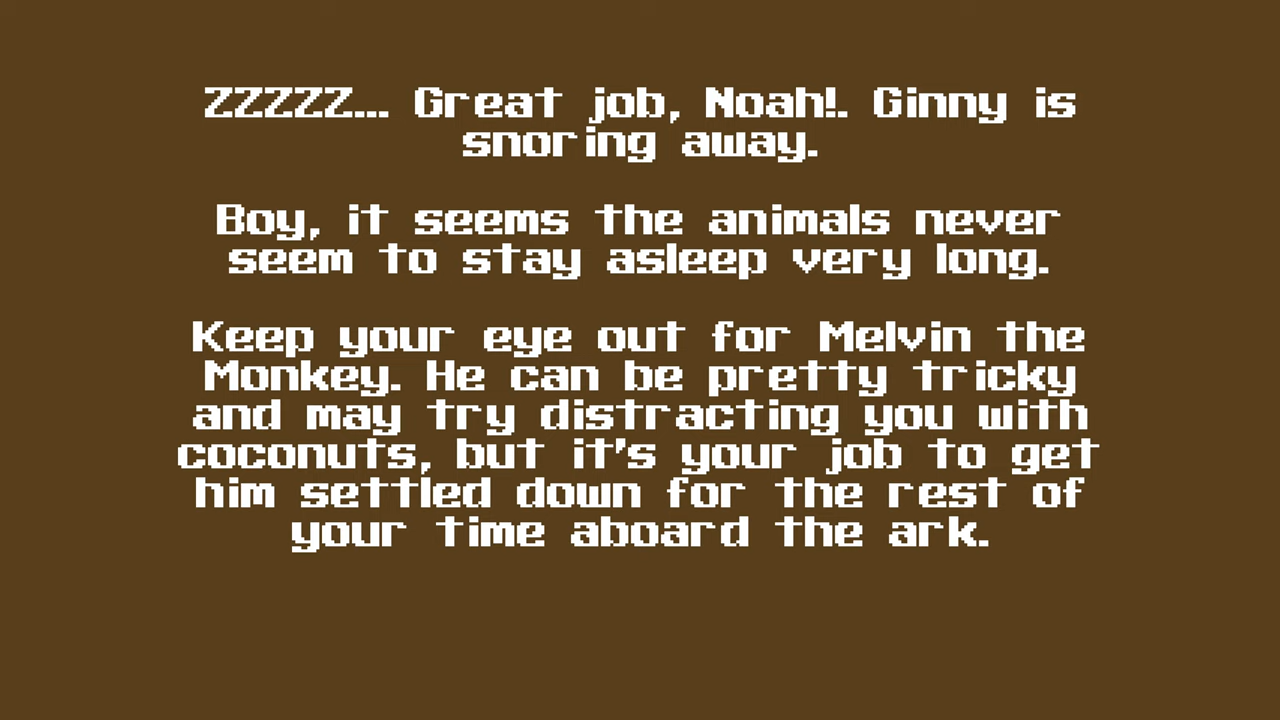 ZZZZZ... Great job, Noah!. Ginny is
snoring away.
Boy, it seems the animals never
seem to stay asleep very long.
Keep your eye out for Melvin the
Monkey. He can be pretty tricky
and may try distracting you with
coconuts, but it's your job to get
him settled down for the rest of
your time aboard the ark.